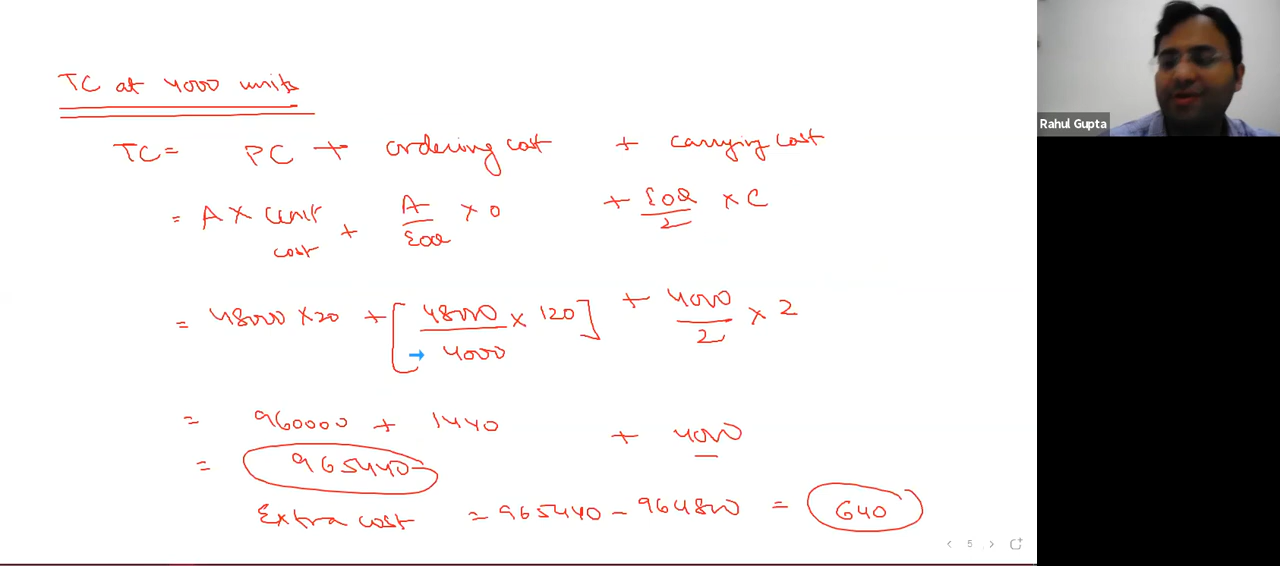 TC at 4000 units
Rahul Gupta
TC = PC + ordering cost + carrying cost
= A X unit cost + A/EOQ X O + EOQ/2 X C
= 48000 X 20 + [48000/4000 X 120] + 4000/2 X 2
= 960000 + 1440 + 4000
= 965440
Extra cost = 965440 - 964800 = 640
< 5 >